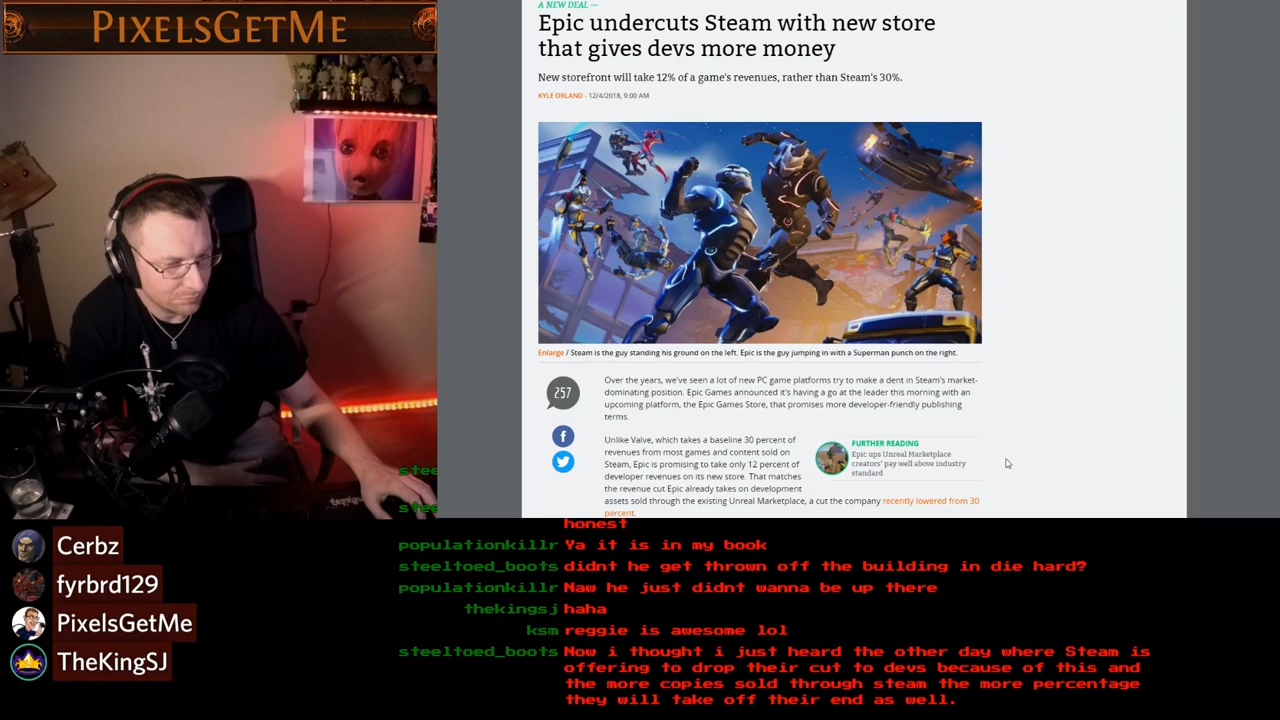 PIXELSGETME
A NEW DEAL —
Epic undercuts Steam with new store
that gives devs more money
New storefront will take 12% of a game's revenues, rather than Steam's 30%.
KYLE ORLAND - 12/4/2018, 9:00 AM
Enlarge / Steam is the guy standing his ground on the left. Epic is the guy jumping in with a Superman punch on the right.
257
Over the years, we've seen a lot of new PC game platforms try to make a dent in Steam's market-
dominating position. Epic Games announced it's having a go at the leader this morning with an
upcoming platform, the Epic Games Store, that promises more developer-friendly publishing
terms.
Unlike Valve, which takes a baseline 30 percent of
revenues from most games and content sold on
Steam, Epic is promising to take only 12 percent of
developer revenues on its new store. That matches
the revenue cut Epic already takes on development
assets sold through the existing Unreal Marketplace, a cut the company recently lowered from 30
percent.
FURTHER READING
Epic ups Unreal Marketplace
creators' pay well above industry
standard
stee
stee
Cerbz
fyrbrd129
PixelsGetMe
TheKingSJ
honest
populationkillr Ya it is in my book
steeltoed_boots didnt he get thrown off the building in die hard?
populationkillr Naw he just didnt wanna be up there
thekingsj haha
ksm reggie is awesome lol
steeltoed_boots Now i thought i just heard the other day where Steam is
offering to drop their cut to devs because of this and
the more copies sold through steam the more percentage
they will take off their end as well.